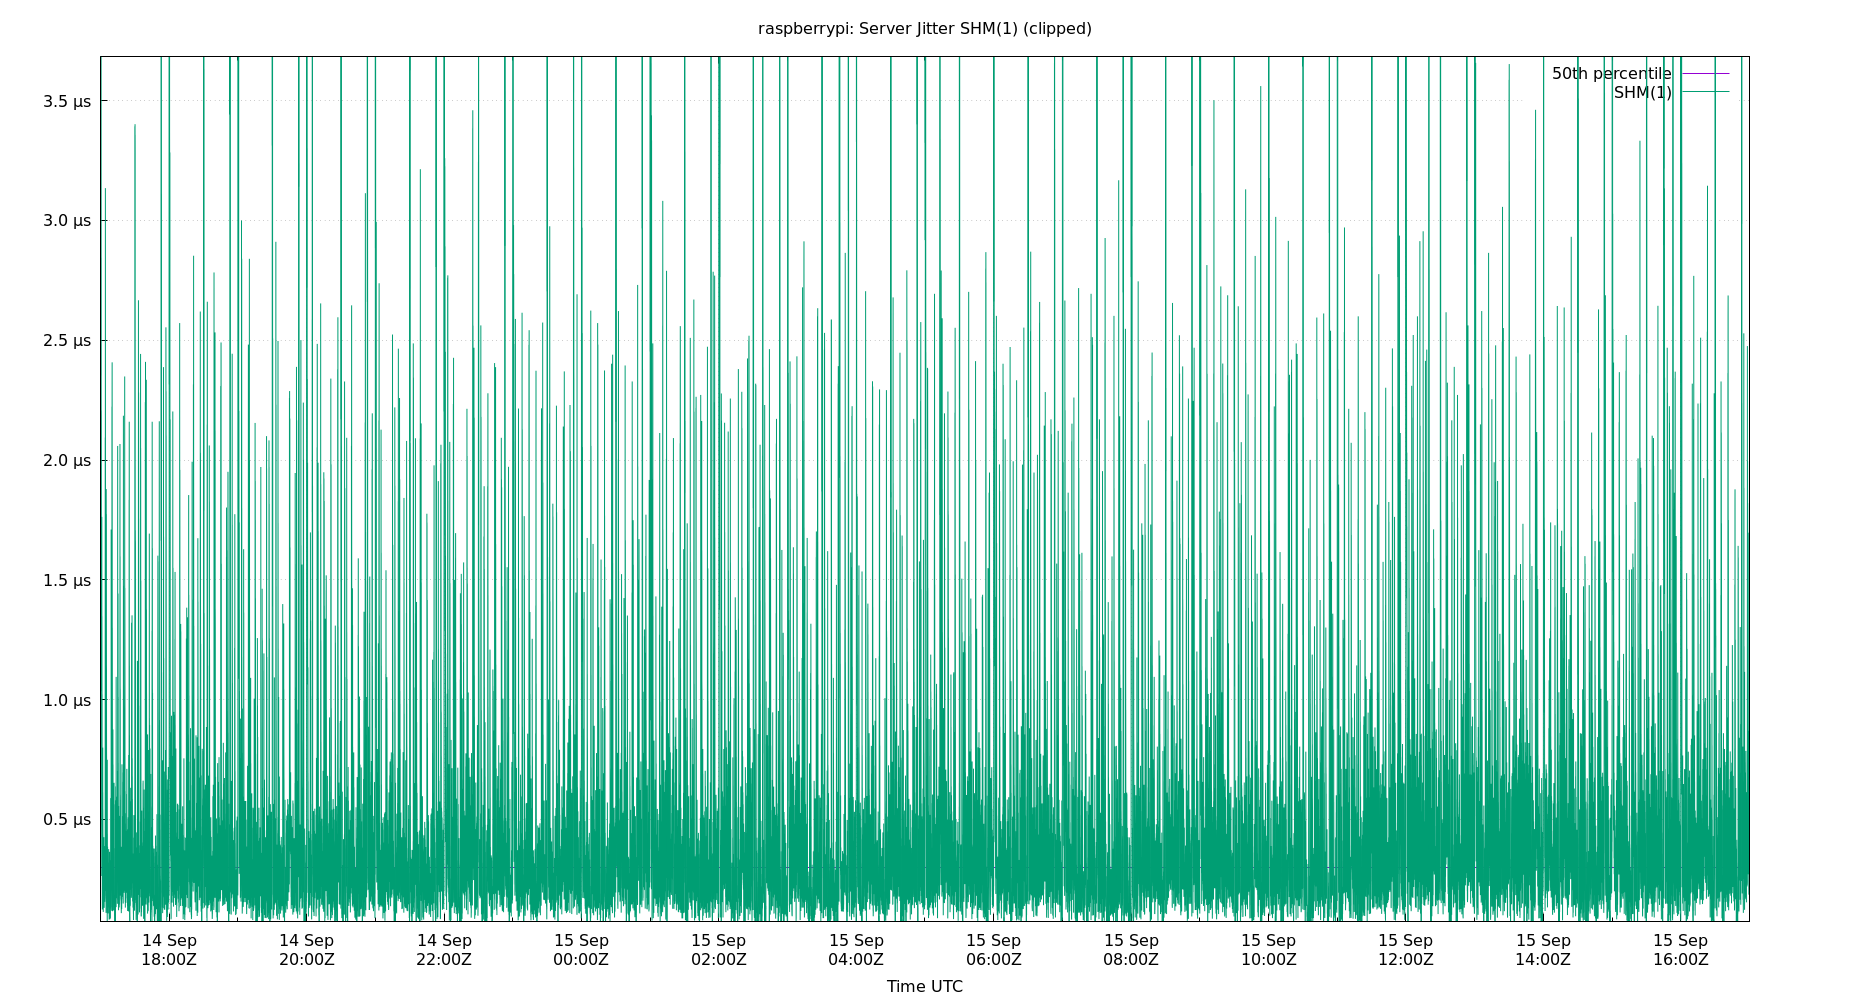 raspberrypi: Server Jitter SHM(1) (clipped)
50th percentile
SHM(1)
3.5 µs
3.0 µs
2.5 µs
2.0 µs
1.5 µs
1.0 µs
0.5 µs
14 Sep 14 Sep 14 Sep 15 Sep 15 Sep 15 Sep 15 Sep 15 Sep 15 Sep 15 Sep 15 Sep 15 Sep
18:00Z 20:00Z 22:00Z 00:00Z 02:00Z 04:00Z 06:00Z 08:00Z 10:00Z 12:00Z 14:00Z 16:00Z
Time UTC